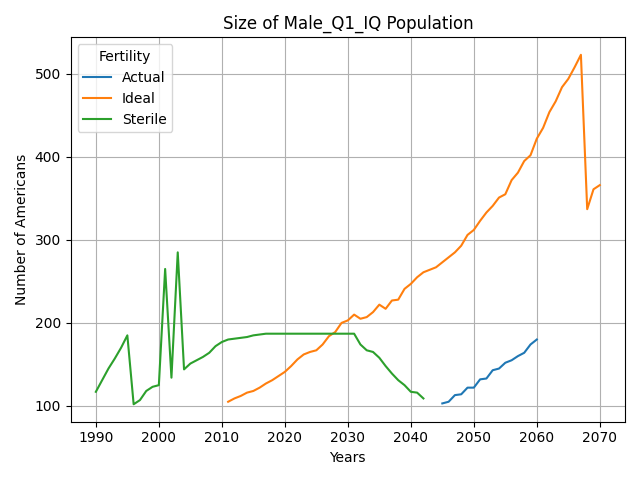 Size of Male_Q1_IQ Population
Fertility
Actual
Ideal
Sterile
Number of Americans
500
400
300
200
100
1990 2000 2010 2020 2030 2040 2050 2060 2070
Years